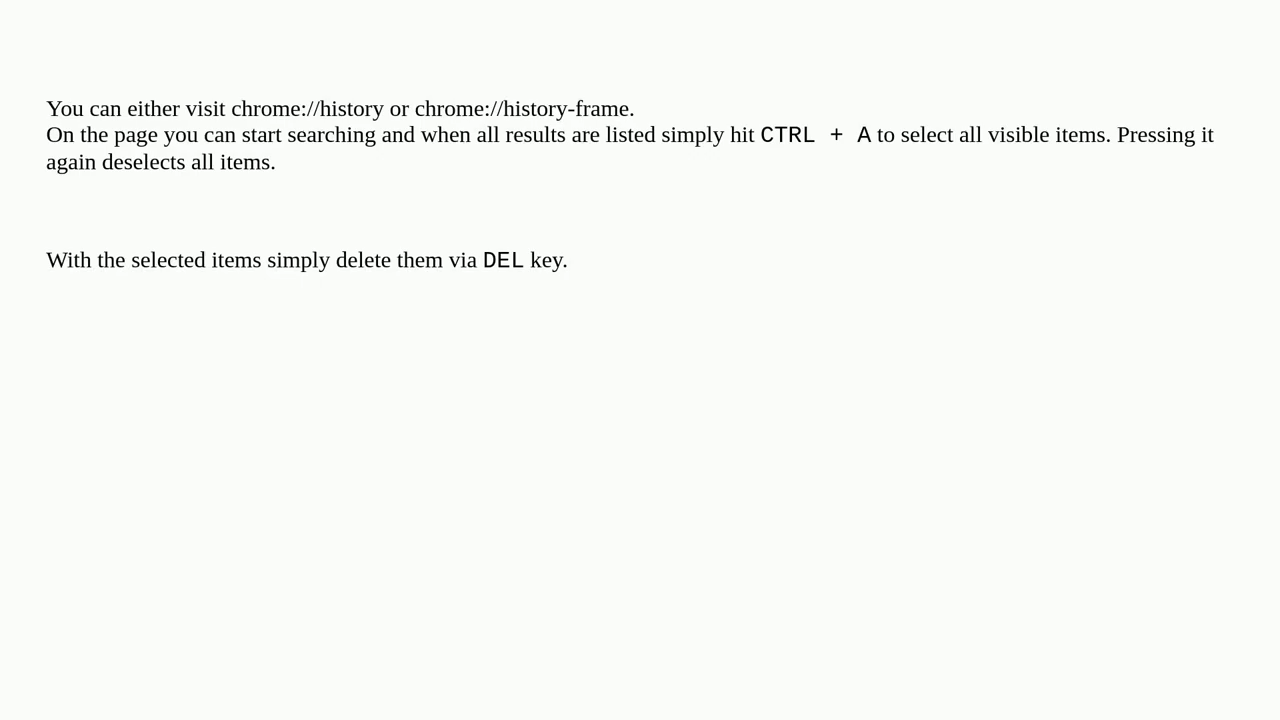 You can either visit chrome://history or chrome://history-frame.
On the page you can start searching and when all results are listed simply hit CTRL + A to select all visible items. Pressing it
again deselects all items.
With the selected items simply delete them via DEL key.